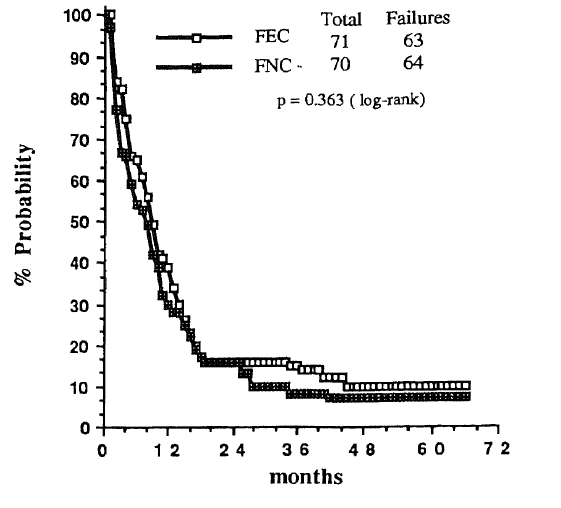 Total Failures
FEC 71 63
FNC - 70 64
p = 0.363 ( log-rank)
% Probability
100
90
80
70
60
50
40
30
20
10
0
0 12 24 36 48 60 72
months